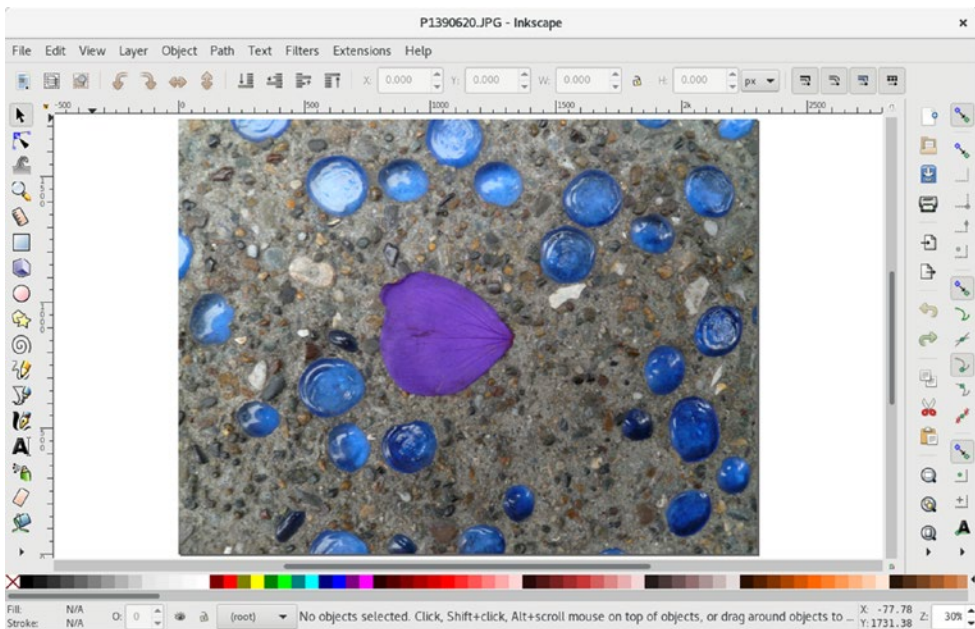 P1390620.JPG - Inkscape
File Edit View Layer Object Path Text Filters Extensions Help
X: 0.000 Y: 0.000 W: 0.000 H: 0.000 px
-500 0 500 1000 1500 2k 2500
Fill: N/A O: 0 (root) No objects selected. Click, Shift+click, Alt+scroll mouse on top of objects, or drag around objects to ... X: -77.78 Z: 30%
Stroke: N/A Y: 1731.38